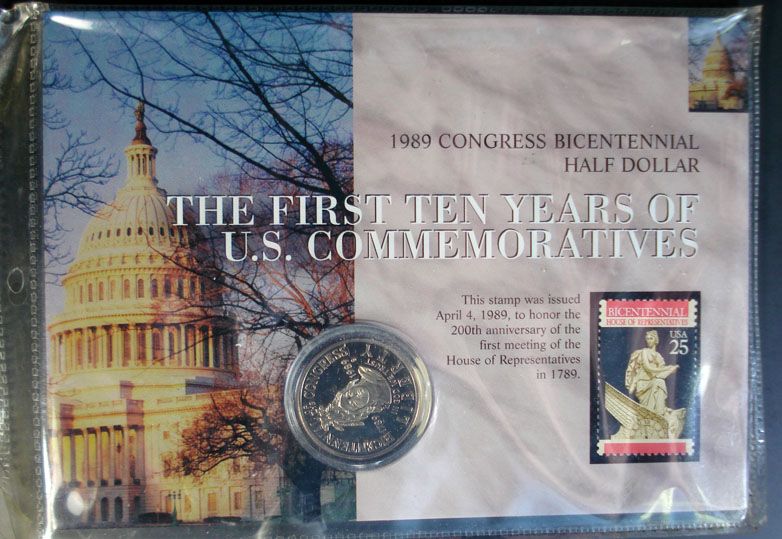 1989 CONGRESS BICENTENNIAL
HALF DOLLAR
THE FIRST TEN YEARS OF
U.S. COMMEMORATIVES
This stamp was issued
April 4, 1989, to honor the
200th anniversary of the
first meeting of the
House of Representatives
in 1789.
BICENTENNIAL
HOUSE OF REPRESENTATIVES
USA
25
LIBERTY
CONGRESS